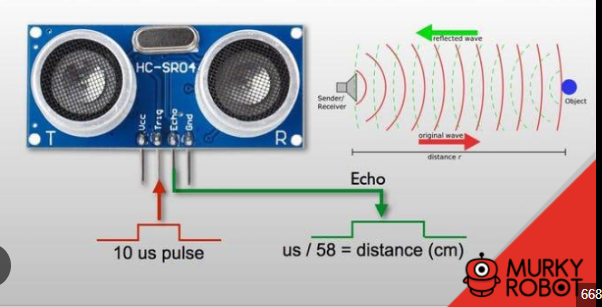 HC-SR04
Vcc
Trig
Echo
Gnd
T
R
reflected wave
Sender/
Receiver
Object
original wave
distance r
Echo
10 us pulse
us / 58 = distance (cm)
MURKY
ROBOT
668